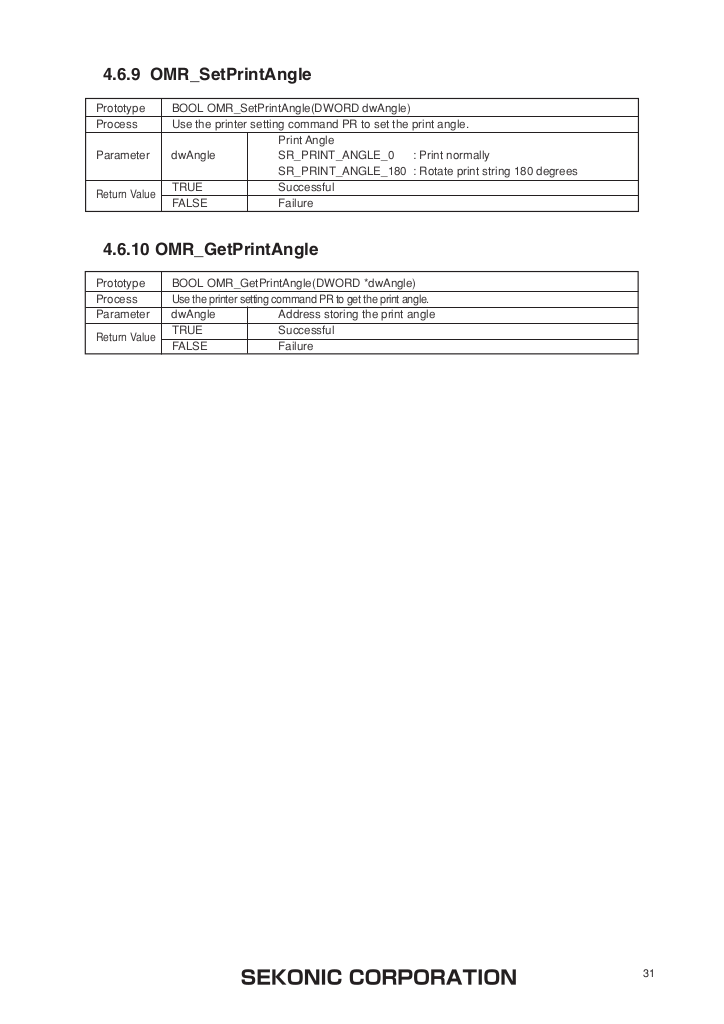 4.6.9 OMR_SetPrintAngle
Prototype BOOL OMR_SetPrintAngle(DWORD dwAngle)
Process Use the printer setting command PR to set the print angle.
Print Angle
Parameter dwAngle SR_PRINT_ANGLE_0 : Print normally
SR_PRINT_ANGLE_180 : Rotate print string 180 degrees
Return Value TRUE Successful
FALSE Failure
4.6.10 OMR_GetPrintAngle
Prototype BOOL OMR_GetPrintAngle(DWORD *dwAngle)
Process Use the printer setting command PR to get the print angle.
Parameter dwAngle Address storing the print angle
Return Value TRUE Successful
FALSE Failure
SEKONIC CORPORATION 31